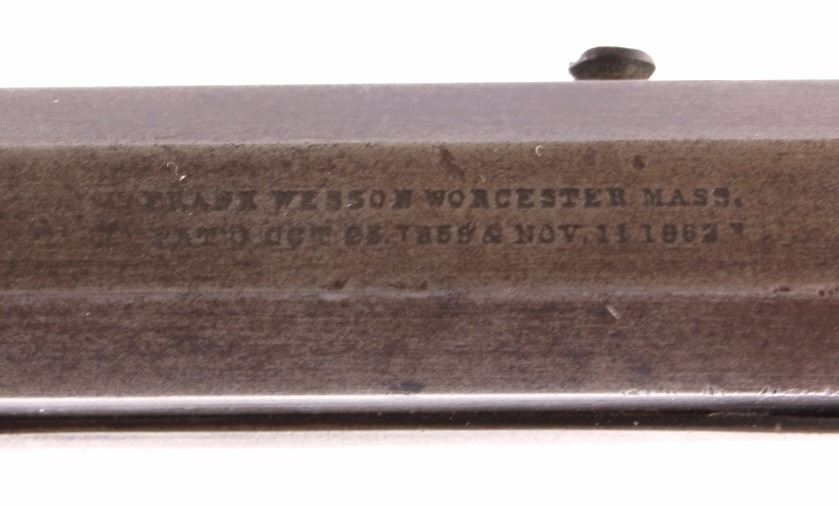 FRANK WESSON WORCESTER MASS.
PAT'D OCT. 25. 1859 & NOV. 11 1862